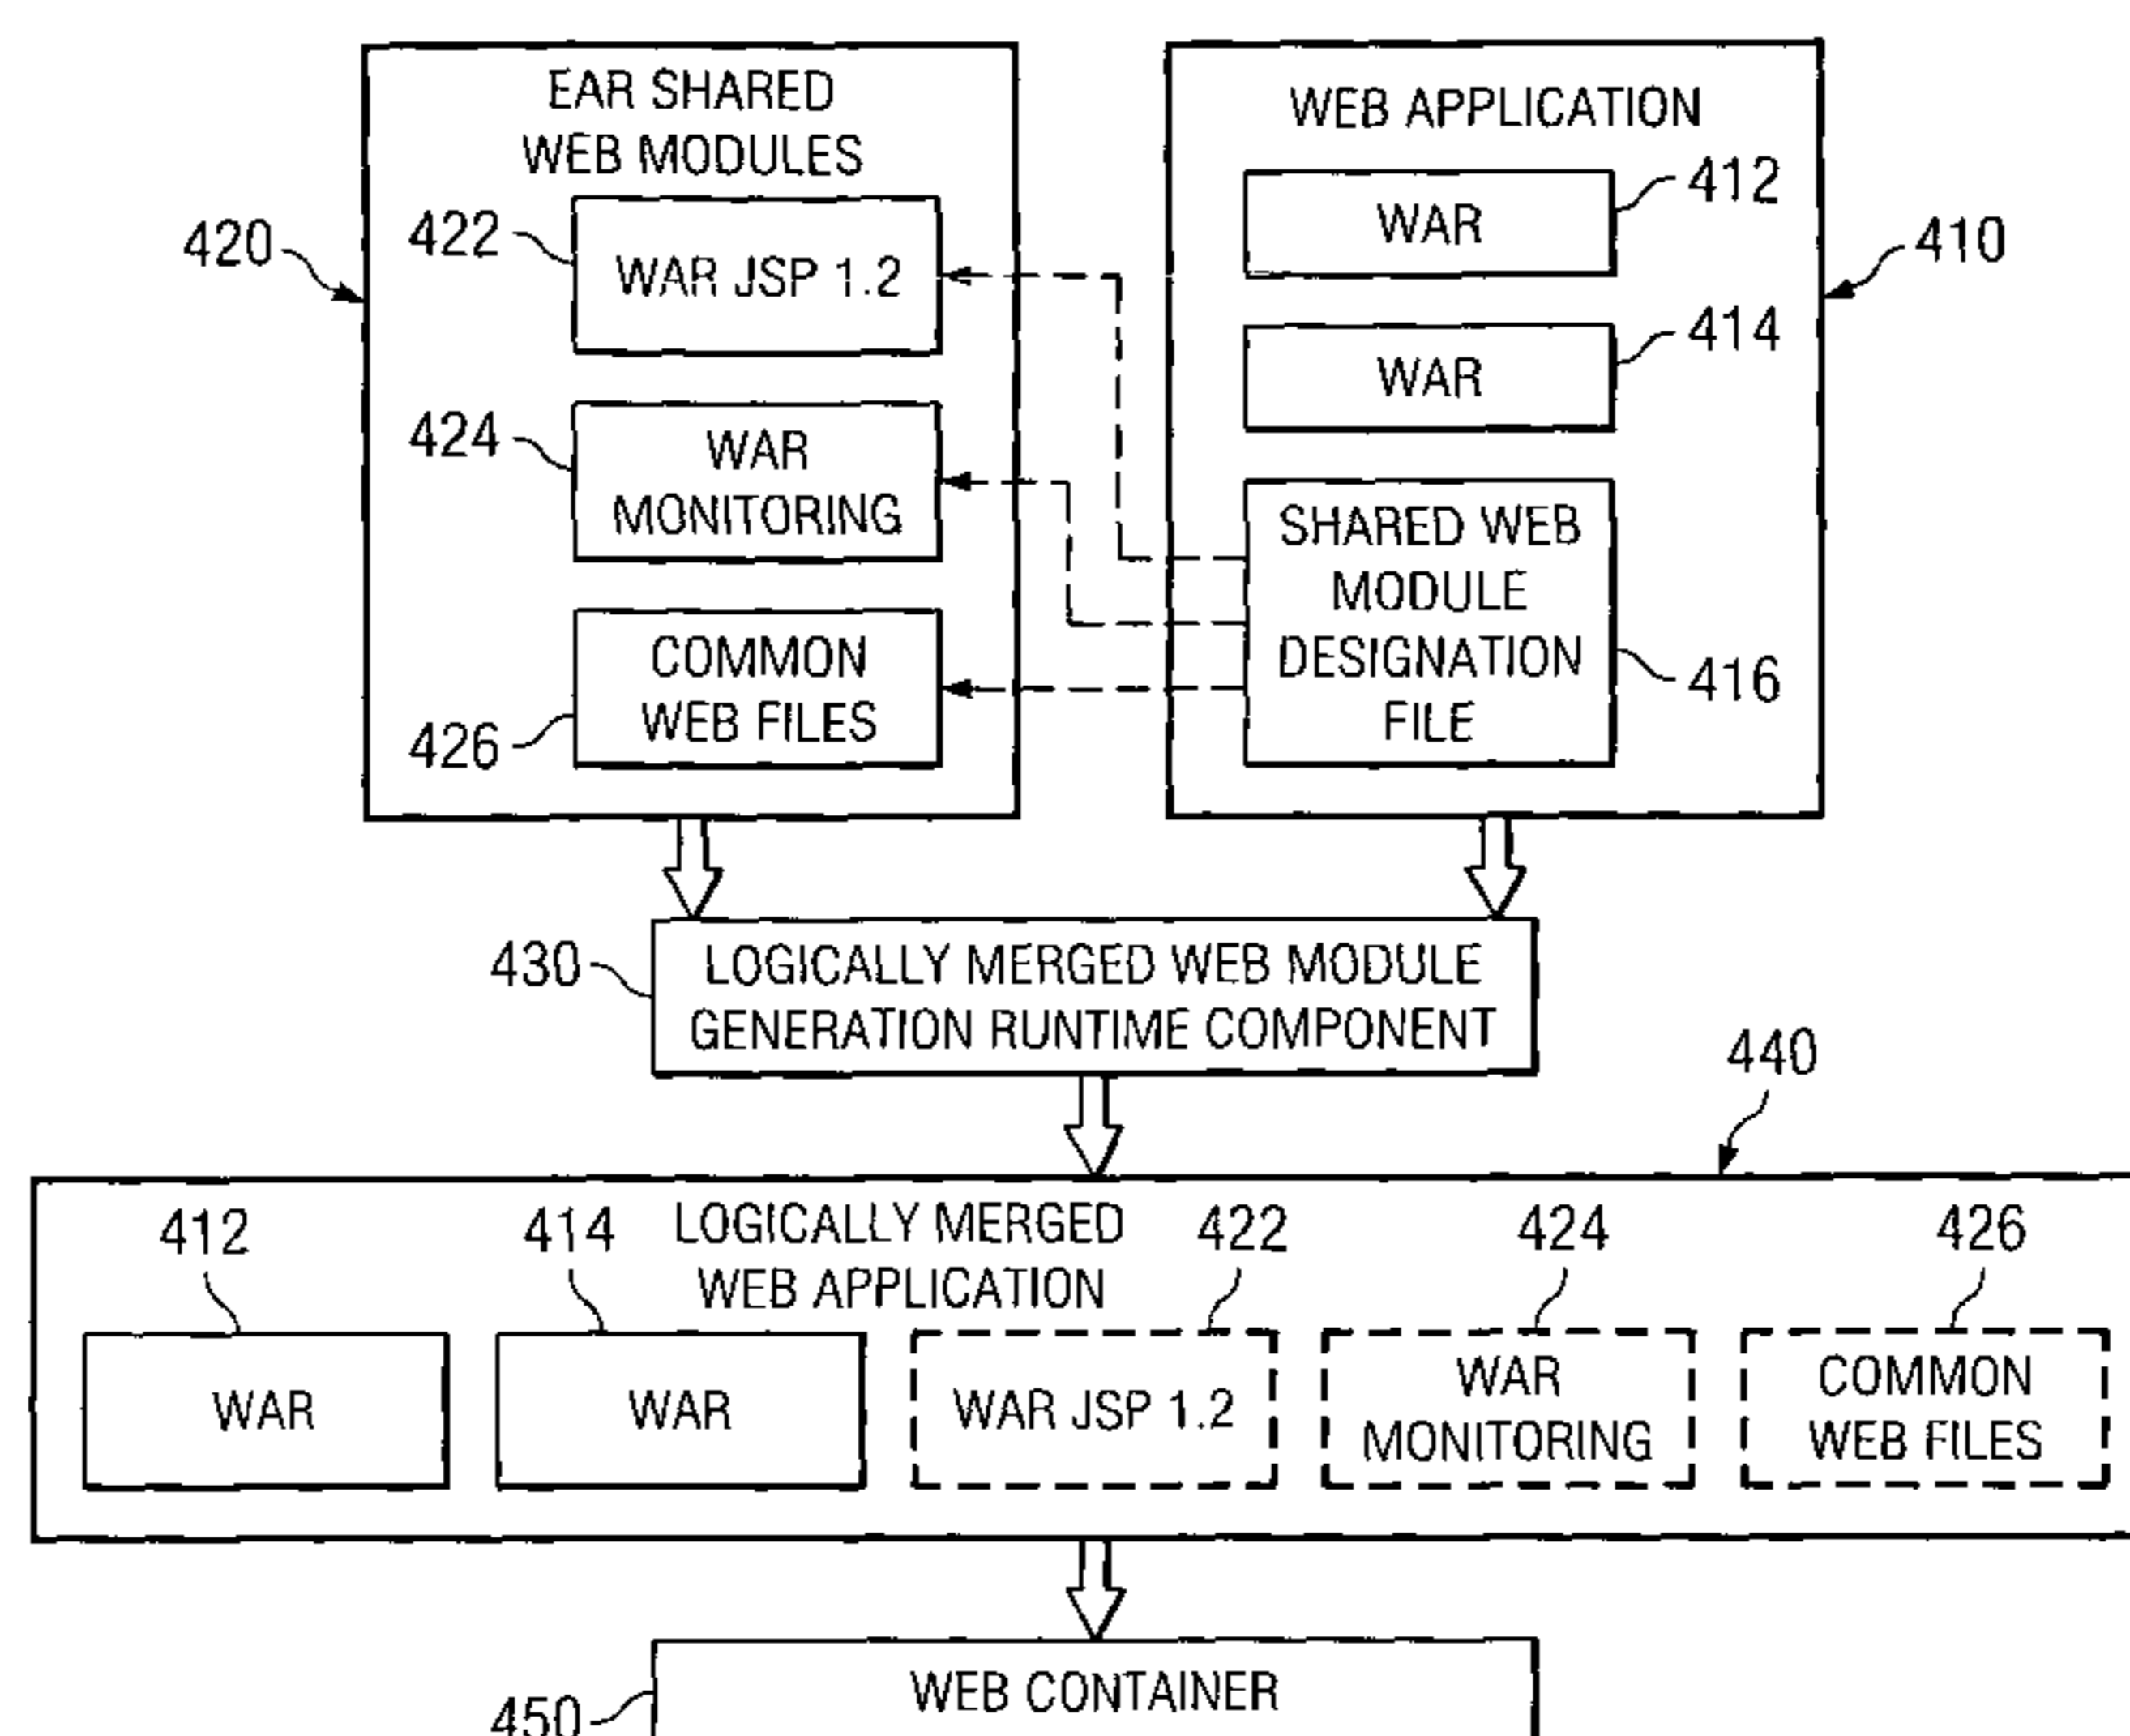 EAR SHARED
WEB MODULES
WEB APPLICATION
420
422
WAR JSP 1.2
424
WAR
MONITORING
426
COMMON
WEB FILES
WAR
412
WAR
414
410
SHARED WEB
MODULE
DESIGNATION
FILE
416
430
LOGICALLY MERGED WEB MODULE
GENERATION RUNTIME COMPONENT
440
LOGICALLY MERGED
WEB APPLICATION
412
414
422
424
426
WAR
WAR
WAR JSP 1.2
WAR
MONITORING
COMMON
WEB FILES
WEB CONTAINER
450